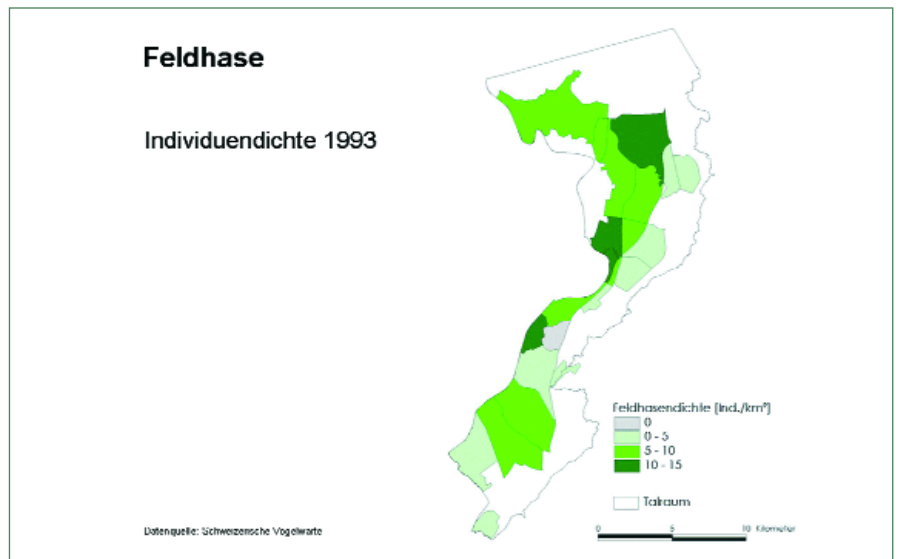 Feldhase
Individuendichte 1993
Feldhasendichte [Ind./km²]
0
0 - 5
5 - 10
10 - 15
Talraum
0 5 10 Kilometer
Datenquelle: Schweizerische Vogelwarte